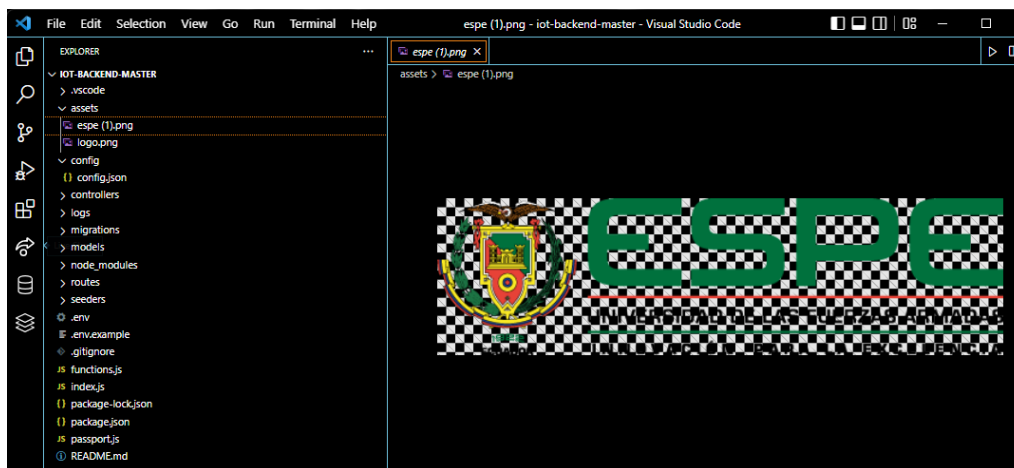 File Edit Selection View Go Run Terminal Help
espe (1).png - iot-backend-master - Visual Studio Code
EXPLORER
IOT-BACKEND-MASTER
.vscode
assets
espe (1).png
logo.png
config
{} config.json
controllers
logs
migrations
models
node_modules
routes
seeders
.env
.env.example
.gitignore
JS functions.js
JS index.js
{} package-lock.json
{} package.json
JS passport.js
README.md
espe (1).png
assets > espe (1).png
ESPE
UNIVERSIDAD DE LAS FUERZAS ARMADAS